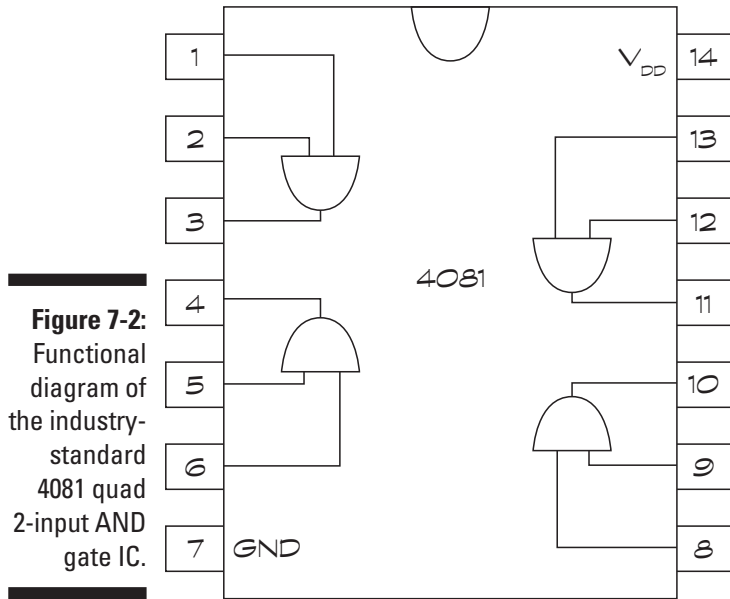 1
2
3
4
5
6
7 GND
V DD 14
13
12
11
10
9
8
4081
Figure 7-2:
Functional
diagram of
the industry-
standard
4081 quad
2-input AND
gate IC.